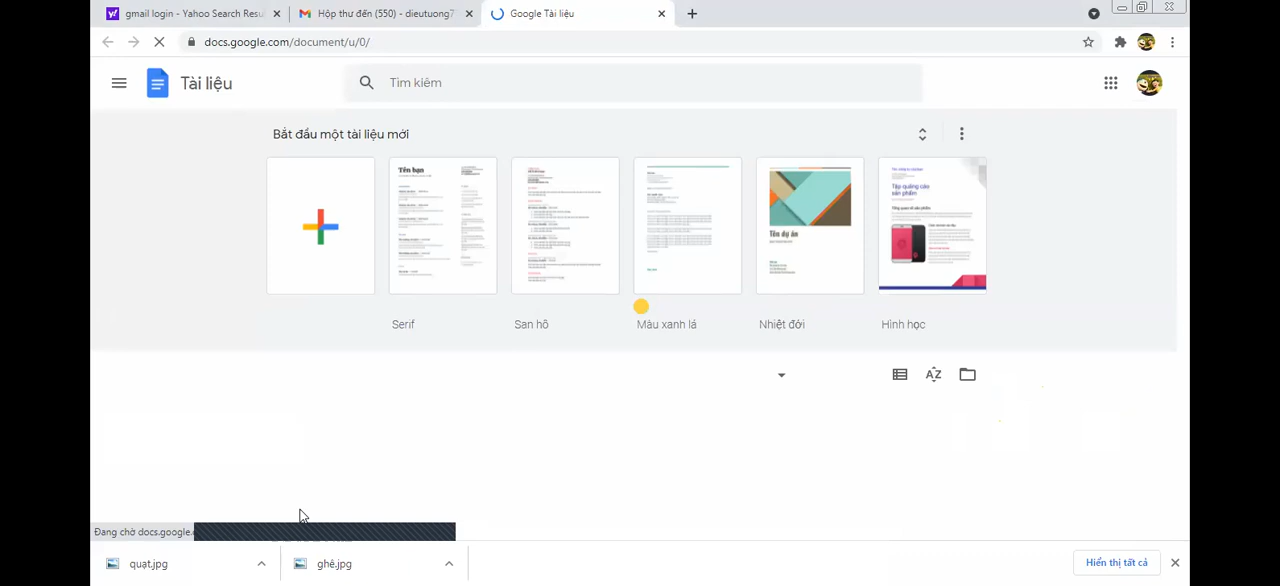 gmail login - Yahoo Search Resu
Hộp thư đến (550) - dieutuong7
Google Tài liệu
docs.google.com/document/u/0/
Tài liệu
Tìm kiếm
Bắt đầu một tài liệu mới
Tên bạn
Tên dự án
Tập quảng cáo
sản phẩm
Serif
San hô
Màu xanh lá
Nhiệt đới
Hình học
AZ
Đang chờ docs.google.
quạt.jpg
ghế.jpg
Hiển thị tất cả